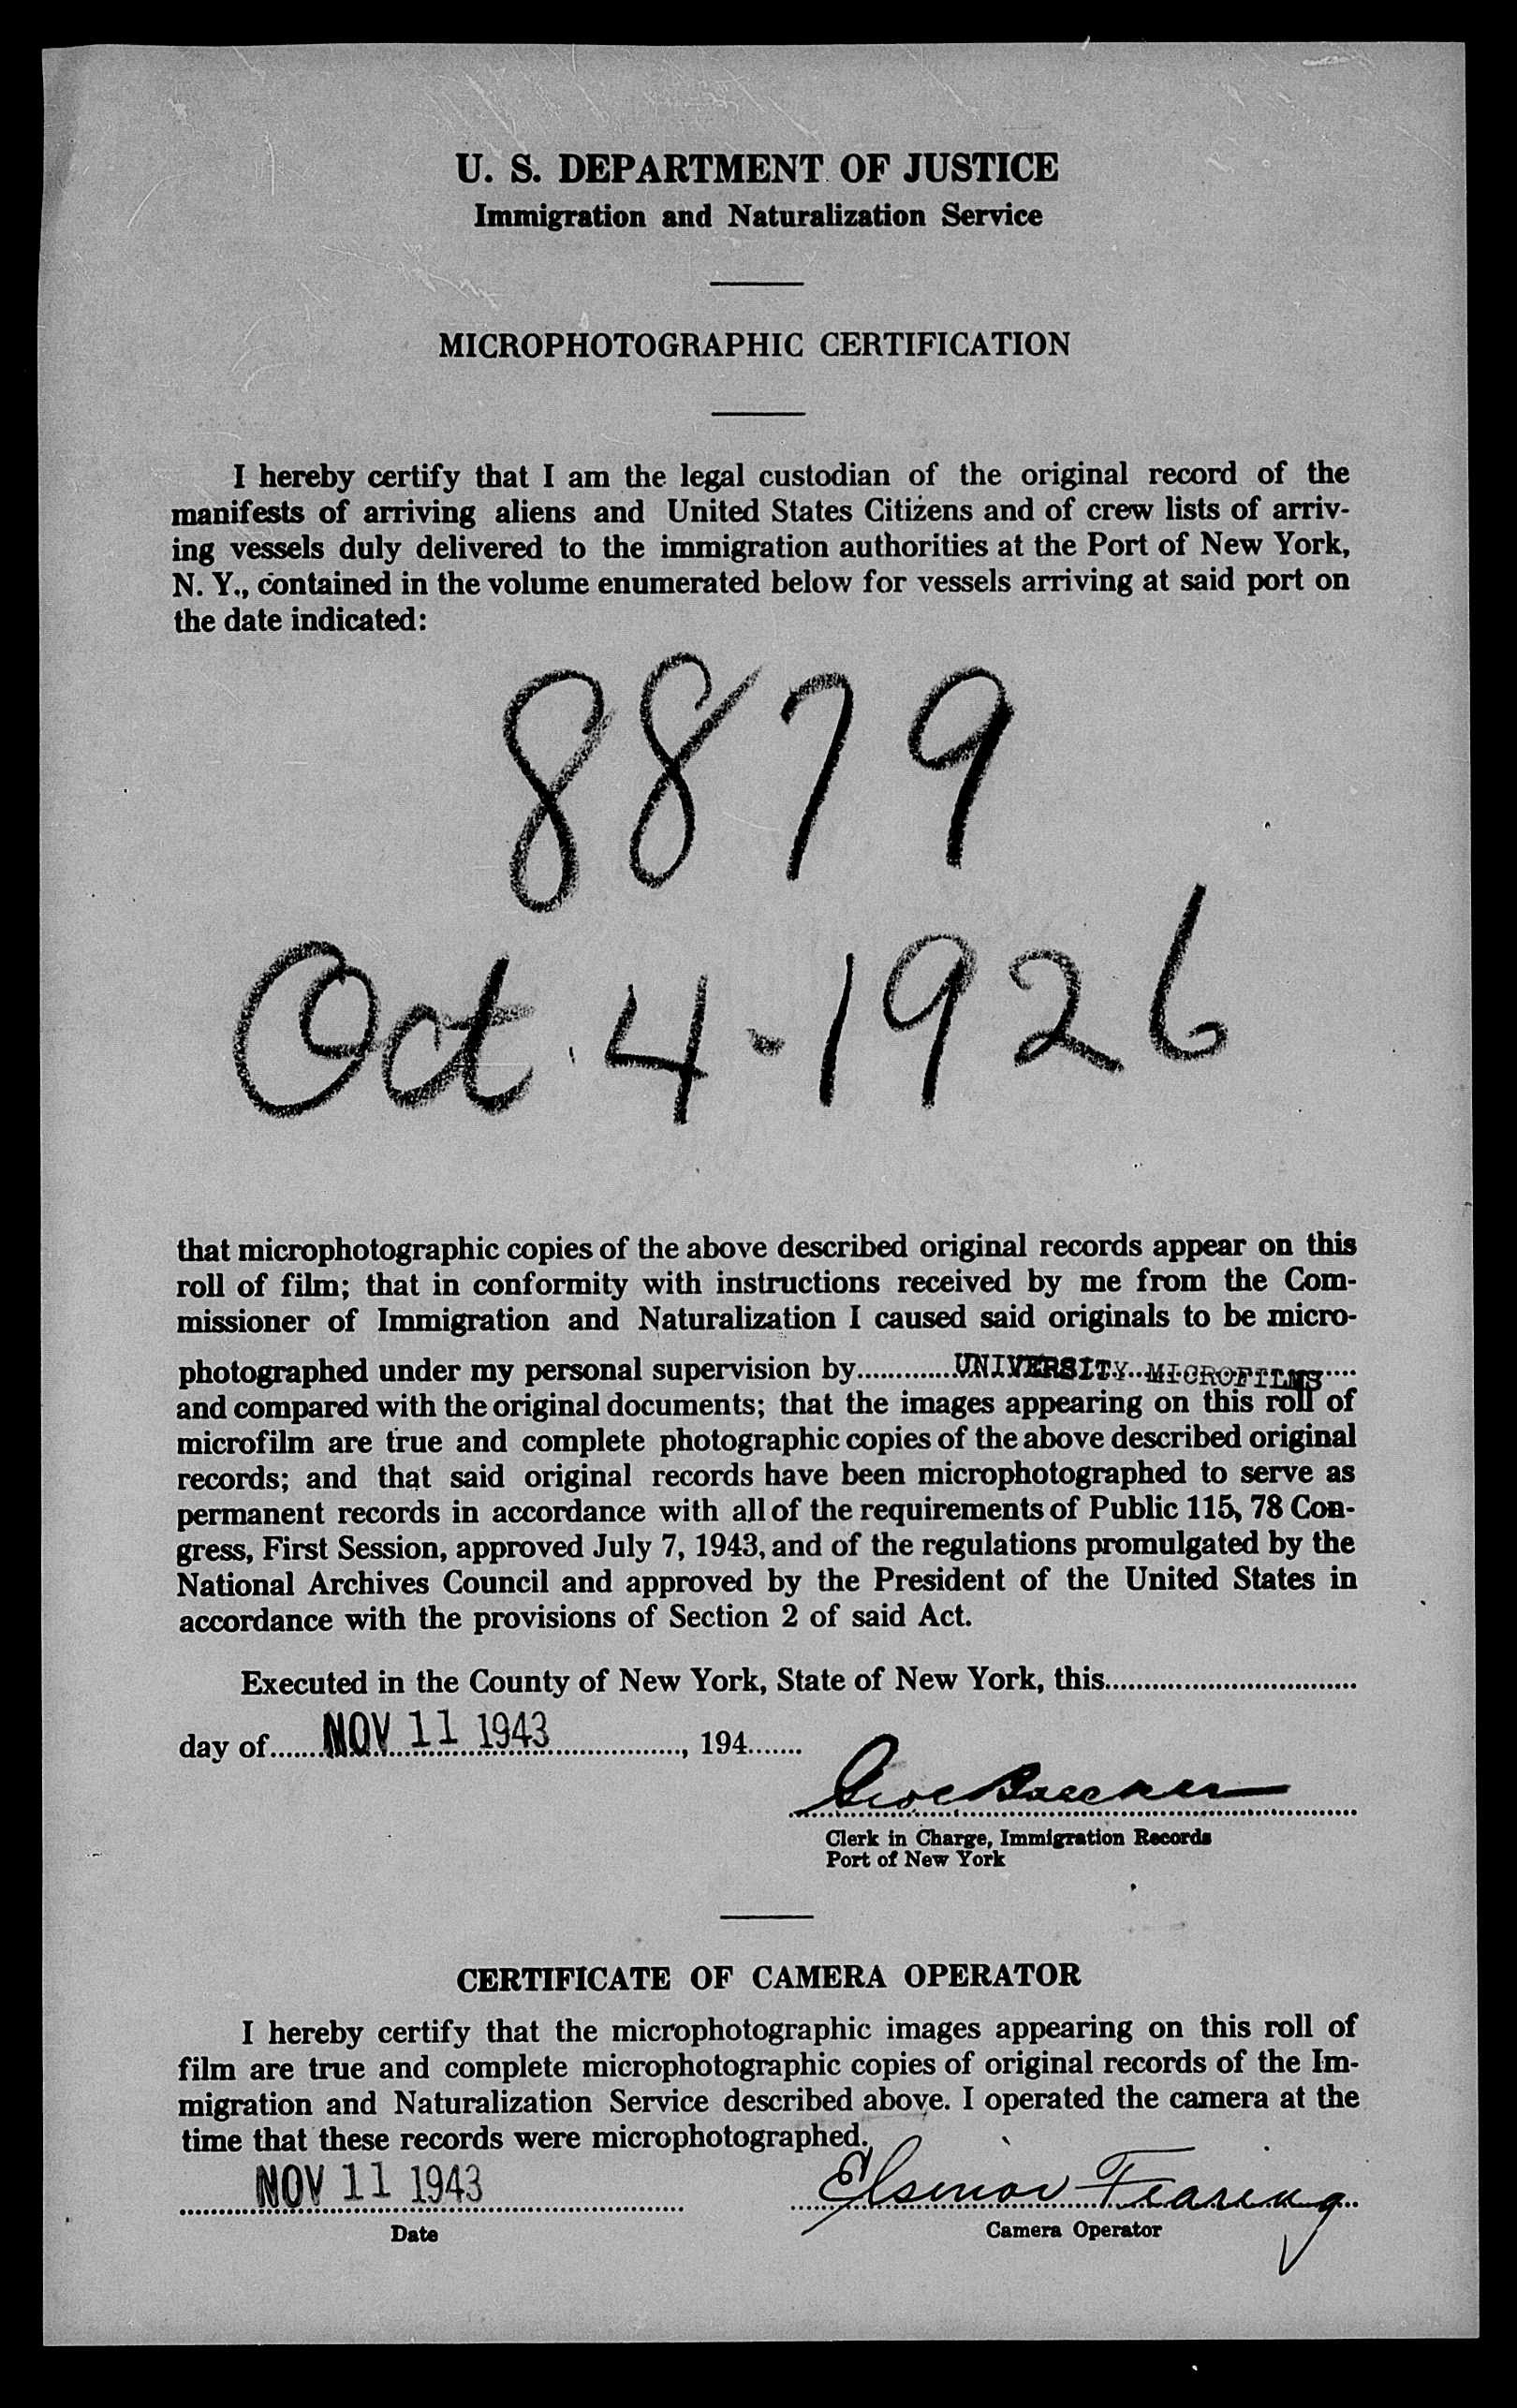 U. S. DEPARTMENT OF JUSTICE
Immigration and Naturalization Service
MICROPHOTOGRAPHIC CERTIFICATION
I hereby certify that I am the legal custodian of the original record of the
manifests of arriving aliens and United States Citizens and of crew lists of arriv-
ing vessels duly delivered to the immigration authorities at the Port of New York,
N. Y., contained in the volume enumerated below for vessels arriving at said port on
the date indicated:
8879
Oct. 4-1926
that microphotographic copies of the above described original records appear on this
roll of film; that in conformity with instructions received by me from the Com-
missioner of Immigration and Naturalization I caused said originals to be micro-
photographed under my personal supervision by UNIVERSITY MICROFILMS
and compared with the original documents; that the images appearing on this roll of
microfilm are true and complete photographic copies of the above described original
records; and that said original records have been microphotographed to serve as
permanent records in accordance with all of the requirements of Public 115, 78 Con-
gress, First Session, approved July 7, 1943, and of the regulations promulgated by the
National Archives Council and approved by the President of the United States in
accordance with the provisions of Section 2 of said Act.
Executed in the County of New York, State of New York, this
day of NOV 11 1943, 194
Clerk in Charge, Immigration Records
Port of New York
CERTIFICATE OF CAMERA OPERATOR
I hereby certify that the microphotographic images appearing on this roll of
film are true and complete microphotographic copies of original records of the Im-
migration and Naturalization Service described above. I operated the camera at the
time that these records were microphotographed.
NOV 11 1943 Elsinor Fearing
Date Camera Operator